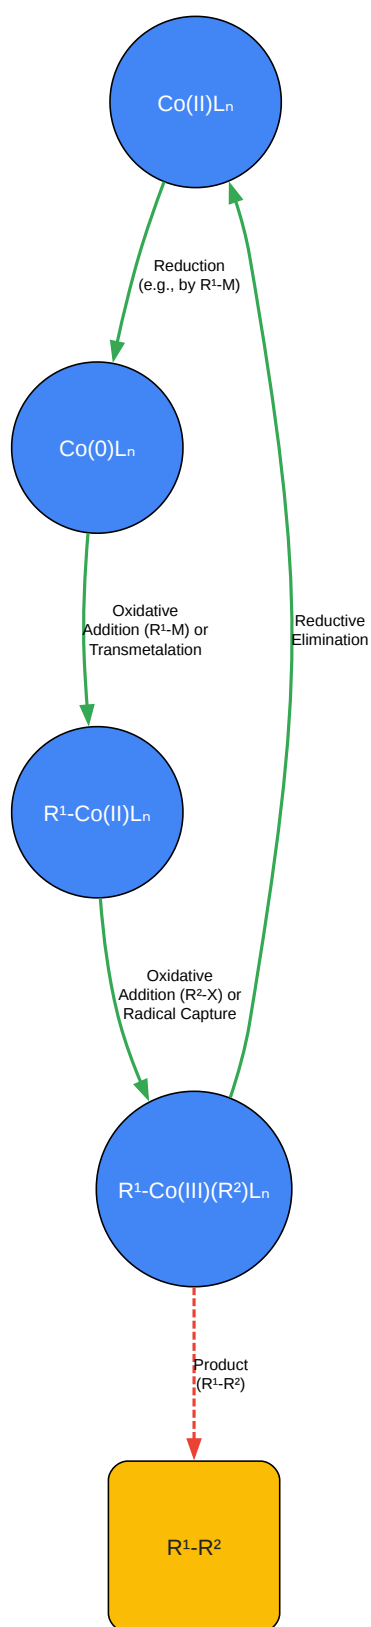 Co(II)Lₙ
Reduction
(e.g., by R¹-M)
Co(0)Lₙ
Oxidative
Addition (R¹-M) or
Transmetalation
Reductive
Elimination
R¹-Co(II)Lₙ
Oxidative
Addition (R²-X) or
Radical Capture
R¹-Co(III)(R²)Lₙ
Product
(R¹-R²)
R¹-R²